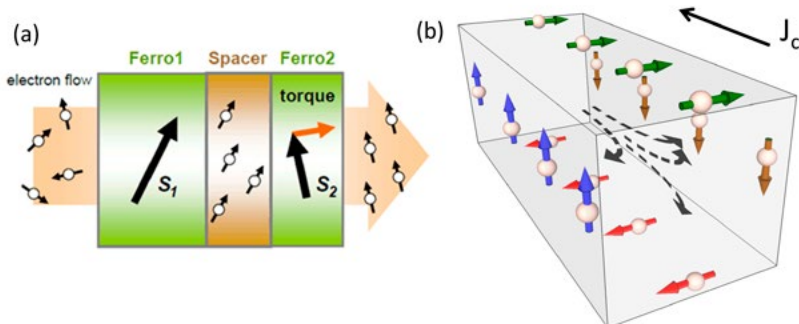 (a)
Ferro1 Spacer Ferro2
electron flow
torque
S1
S2
(b)
Jc